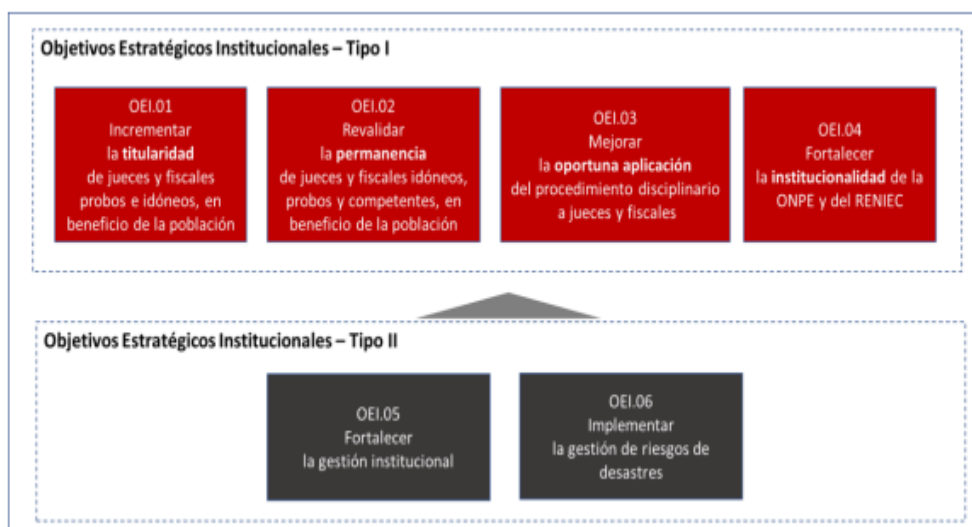 Objetivos Estratégicos Institucionales – Tipo I
OEI.01
Incrementar
la titularidad
de jueces y fiscales
probos e idóneos, en
beneficio de la población
OEI.02
Revalidar
la permanencia
de jueces y fiscales idóneos,
probos y competentes, en
beneficio de la población
OEI.03
Mejorar
la oportuna aplicación
del procedimiento disciplinario
a jueces y fiscales
OEI.04
Fortalecer
la institucionalidad de la
ONPE y del RENIEC
Objetivos Estratégicos Institucionales – Tipo II
OEI.05
Fortalecer
la gestión institucional
OEI.06
Implementar
la gestión de riesgos de
desastres